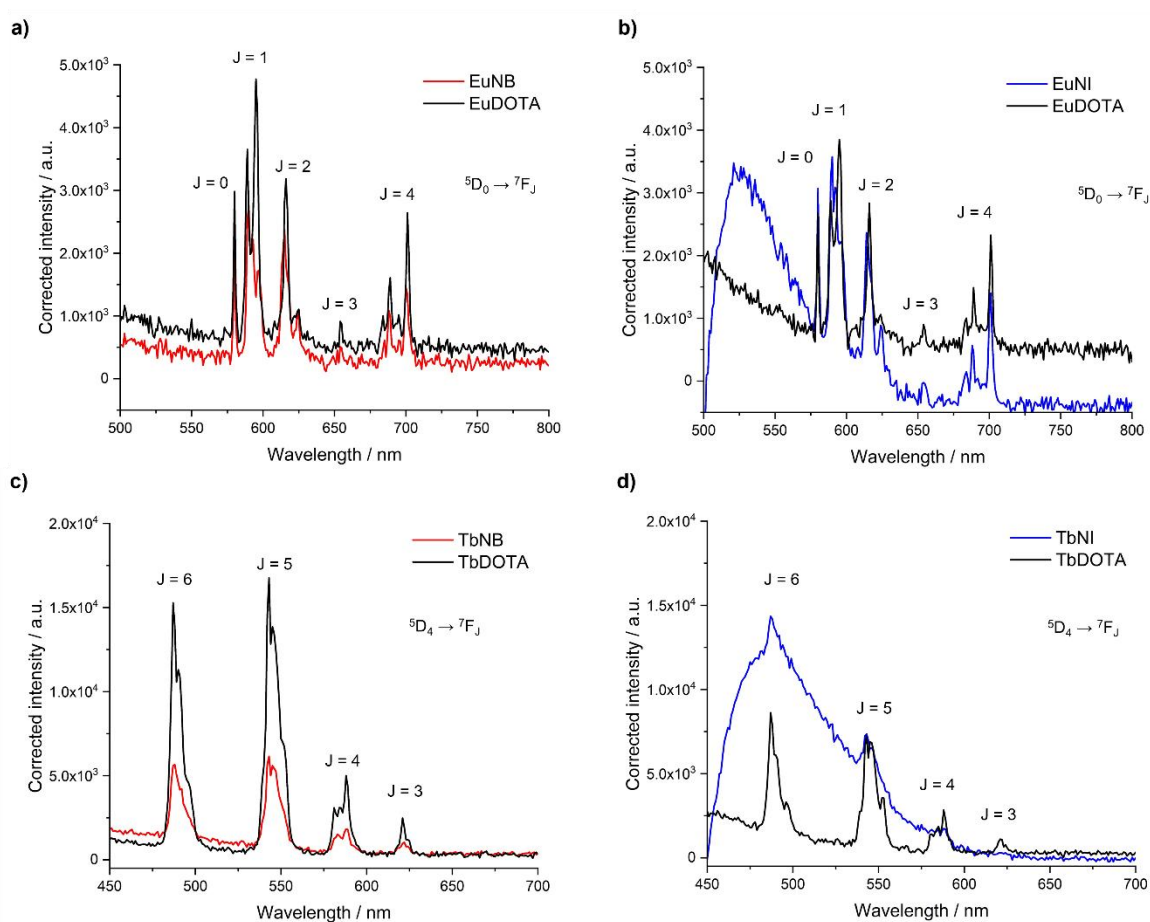 a)
5.0x10³
4.0x10³
3.0x10³
2.0x10³
1.0x10³
0
Corrected intensity / a.u.
J = 0
J = 1
J = 2
J = 3
J = 4
EuNB
EuDOTA
⁵D₀ → ⁷F_J
500 550 600 650 700 750 800
Wavelength / nm
b)
5.0x10³
4.0x10³
3.0x10³
2.0x10³
1.0x10³
0
Corrected intensity / a.u.
J = 0
J = 1
J = 2
J = 3
J = 4
EuNI
EuDOTA
⁵D₀ → ⁷F_J
500 550 600 650 700 750 800
Wavelength / nm
c)
2.0x10⁴
1.5x10⁴
1.0x10⁴
5.0x10³
0
Corrected intensity / a.u.
J = 6
J = 5
J = 4
J = 3
TbNB
TbDOTA
⁵D₄ → ⁷F_J
450 500 550 600 650 700
Wavelength / nm
d)
2.0x10⁴
1.5x10⁴
1.0x10⁴
5.0x10³
0
Corrected intensity / a.u.
J = 6
J = 5
J = 4
J = 3
TbNI
TbDOTA
⁵D₄ → ⁷F_J
450 500 550 600 650 700
Wavelength / nm